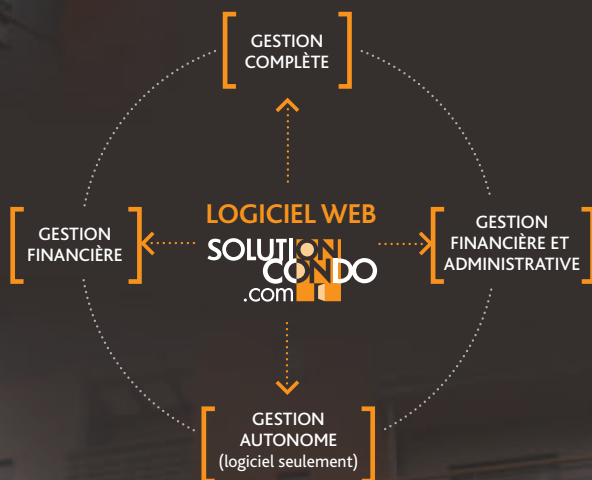 GESTION
COMPLÈTE
LOGICIEL WEB
SOLUTION
CONDO
.com
GESTION
FINANCIÈRE
GESTION
FINANCIÈRE ET
ADMINISTRATIVE
GESTION
AUTONOME
(logiciel seulement)